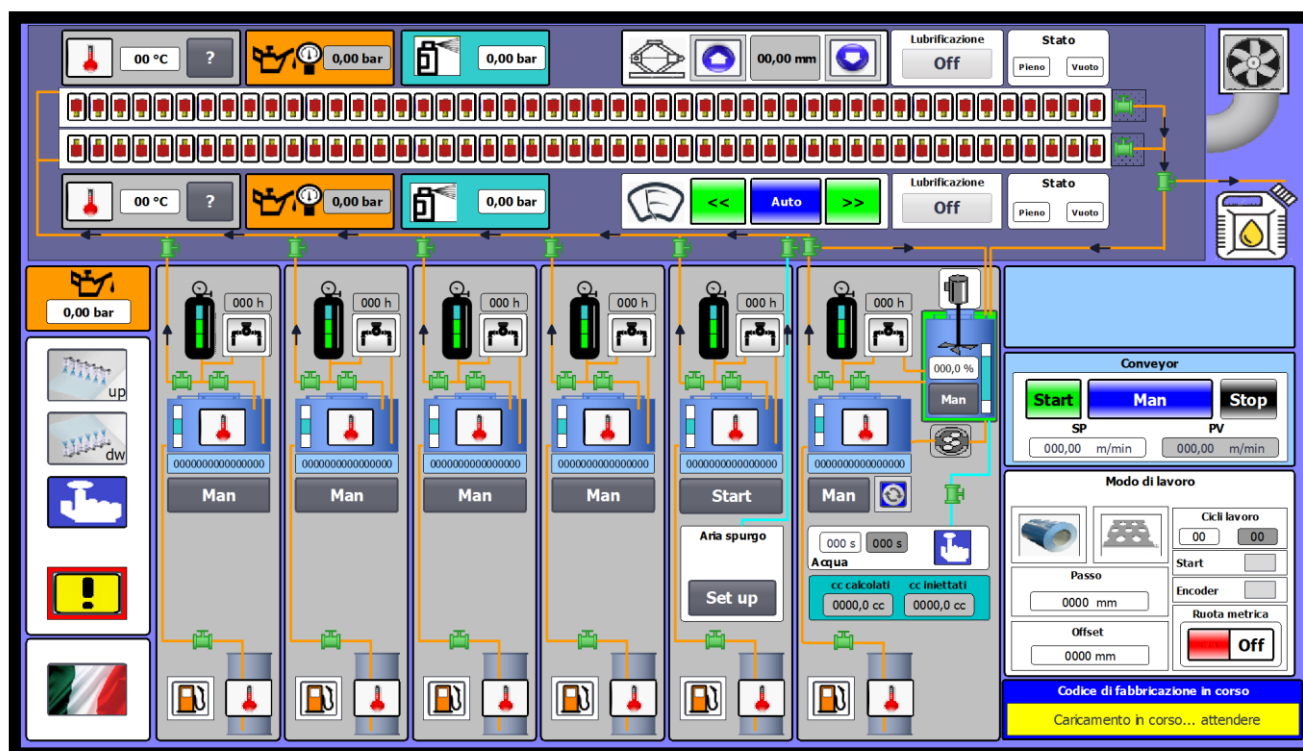 00 °C ? 0,00 bar 0,00 bar 00,00 mm Lubrificazione Off Stato Pieno Vuoto
00 °C ? 0,00 bar 0,00 bar << Auto >> Lubrificazione Off Stato Pieno Vuoto
0,00 bar
up
dw
000 h 000 h 000 h 000 h 000 h 000 h
000,0 %
Man
0000000000000000 0000000000000000 0000000000000000 0000000000000000 0000000000000000 0000000000000000
Man Man Man Man Start Man
Aria spurgo
Set up
000 s 000 s
Acqua
cc calcolati cc iniettati
0000,0 cc 0000,0 cc
Conveyor
Start Man Stop
SP PV
000,00 m/min 000,00 m/min
Modo di lavoro
Cicli lavoro
00 00
Start
Encoder
Passo
0000 mm
Offset
0000 mm
Ruota metrica
Off
Codice di fabbricazione in corso
Caricamento in corso... attendere